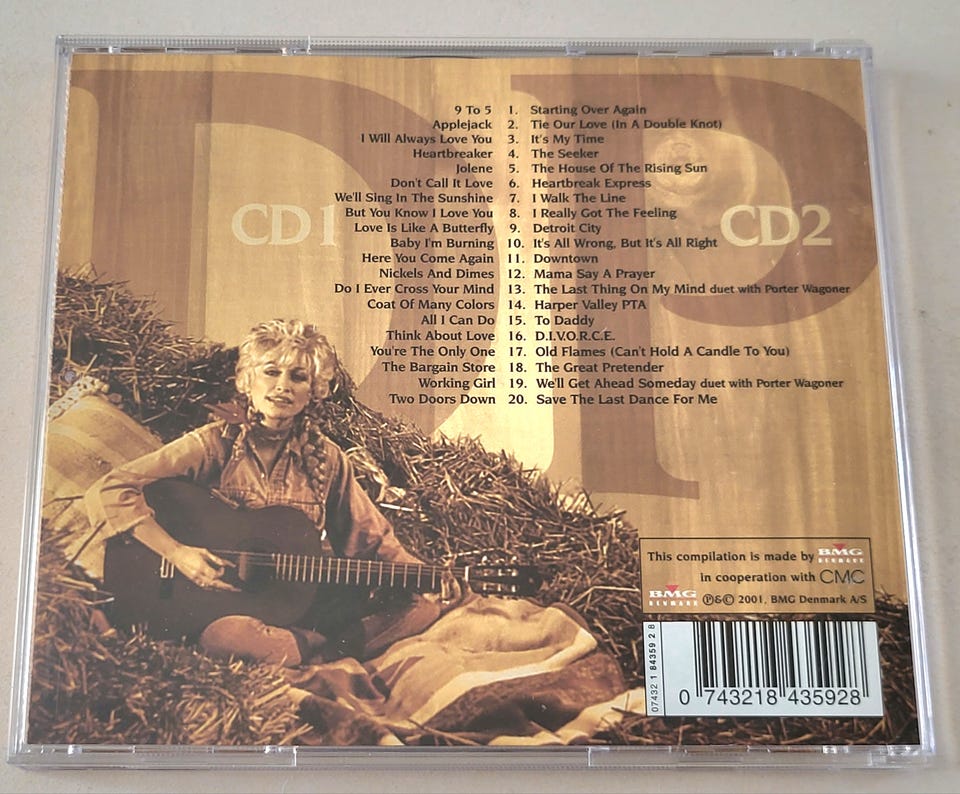 DP
CD 1
CD2
9 To 5 1. Starting Over Again
Applejack 2. Tie Our Love (In A Double Knot)
I Will Always Love You 3. It's My Time
Heartbreaker 4. The Seeker
Jolene 5. The House Of The Rising Sun
Don't Call It Love 6. Heartbreak Express
We'll Sing In The Sunshine 7. I Walk The Line
But You Know I Love You 8. I Really Got The Feeling
Love Is Like A Butterfly 9. Detroit City
Baby I'm Burning 10. It's All Wrong, But It's All Right
Here You Come Again 11. Downtown
Nickels And Dimes 12. Mama Say A Prayer
Do I Ever Cross Your Mind 13. The Last Thing On My Mind duet with Porter Wagoner
Coat Of Many Colors 14. Harper Valley PTA
All I Can Do 15. To Daddy
Think About Love 16. D.I.V.O.R.C.E.
You're The Only One 17. Old Flames (Can't Hold A Candle To You)
The Bargain Store 18. The Great Pretender
Working Girl 19. We'll Get Ahead Someday duet with Porter Wagoner
Two Doors Down 20. Save The Last Dance For Me
This compilation is made by BMG DENMARK
in cooperation with CMC
BMG DENMARK ℗&© 2001, BMG Denmark A/S
07432 1 84359 2 8
0 743218 435928